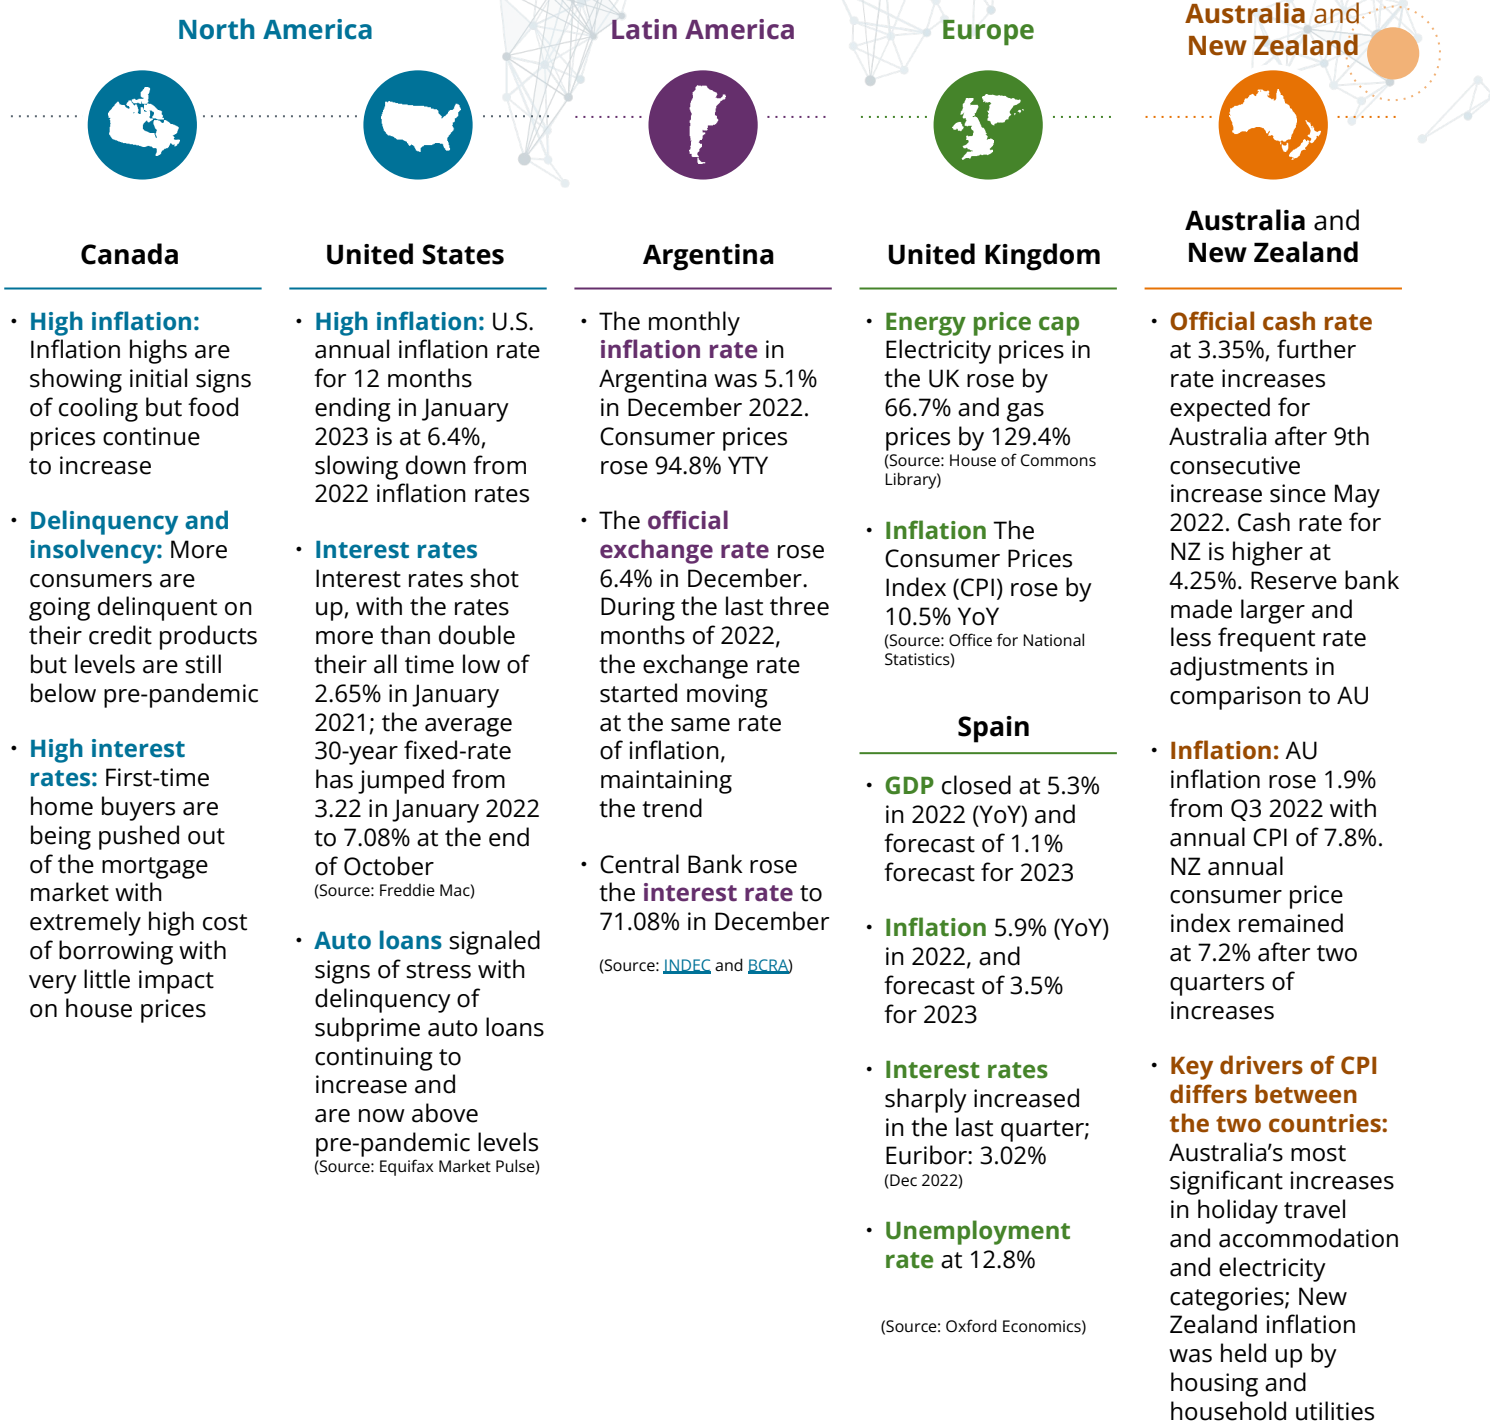 North America
Canada
• High inflation:
Inflation highs are
showing initial signs
of cooling but food
prices continue
to increase
• Delinquency and
insolvency: More
consumers are
going delinquent on
their credit products
but levels are still
below pre-pandemic
• High interest
rates: First-time
home buyers are
being pushed out
of the mortgage
market with
extremely high cost
of borrowing with
very little impact
on house prices
United States
• High inflation: U.S.
annual inflation rate
for 12 months
ending in January
2023 is at 6.4%,
slowing down from
2022 inflation rates
• Interest rates
Interest rates shot
up, with the rates
more than double
their all time low of
2.65% in January
2021; the average
30-year fixed-rate
has jumped from
3.22 in January 2022
to 7.08% at the end
of October
(Source: Freddie Mac)
• Auto loans signaled
signs of stress with
delinquency of
subprime auto loans
continuing to
increase and
are now above
pre-pandemic levels
(Source: Equifax Market Pulse)
Latin America
Argentina
• The monthly
inflation rate in
Argentina was 5.1%
in December 2022.
Consumer prices
rose 94.8% YTY
• The official
exchange rate rose
6.4% in December.
During the last three
months of 2022,
the exchange rate
started moving
at the same rate
of inflation,
maintaining
the trend
• Central Bank rose
the interest rate to
71.08% in December
(Source: INDEC and BCRA)
Europe
United Kingdom
• Energy price cap
Electricity prices in
the UK rose by
66.7% and gas
prices by 129.4%
(Source: House of Commons
Library)
• Inflation The
Consumer Prices
Index (CPI) rose by
10.5% YoY
(Source: Office for National
Statistics)
Spain
• GDP closed at 5.3%
in 2022 (YoY) and
forecast of 1.1%
forecast for 2023
• Inflation 5.9% (YoY)
in 2022, and
forecast of 3.5%
for 2023
• Interest rates
sharply increased
in the last quarter;
Euribor: 3.02%
(Dec 2022)
• Unemployment
rate at 12.8%
(Source: Oxford Economics)
Australia and
New Zealand
Australia and
New Zealand
• Official cash rate
at 3.35%, further
rate increases
expected for
Australia after 9th
consecutive
increase since May
2022. Cash rate for
NZ is higher at
4.25%. Reserve bank
made larger and
less frequent rate
adjustments in
comparison to AU
• Inflation: AU
inflation rose 1.9%
from Q3 2022 with
annual CPI of 7.8%.
NZ annual
consumer price
index remained
at 7.2% after two
quarters of
increases
• Key drivers of CPI
differs between
the two countries:
Australia's most
significant increases
in holiday travel
and accommodation
and electricity
categories; New
Zealand inflation
was held up by
housing and
household utilities